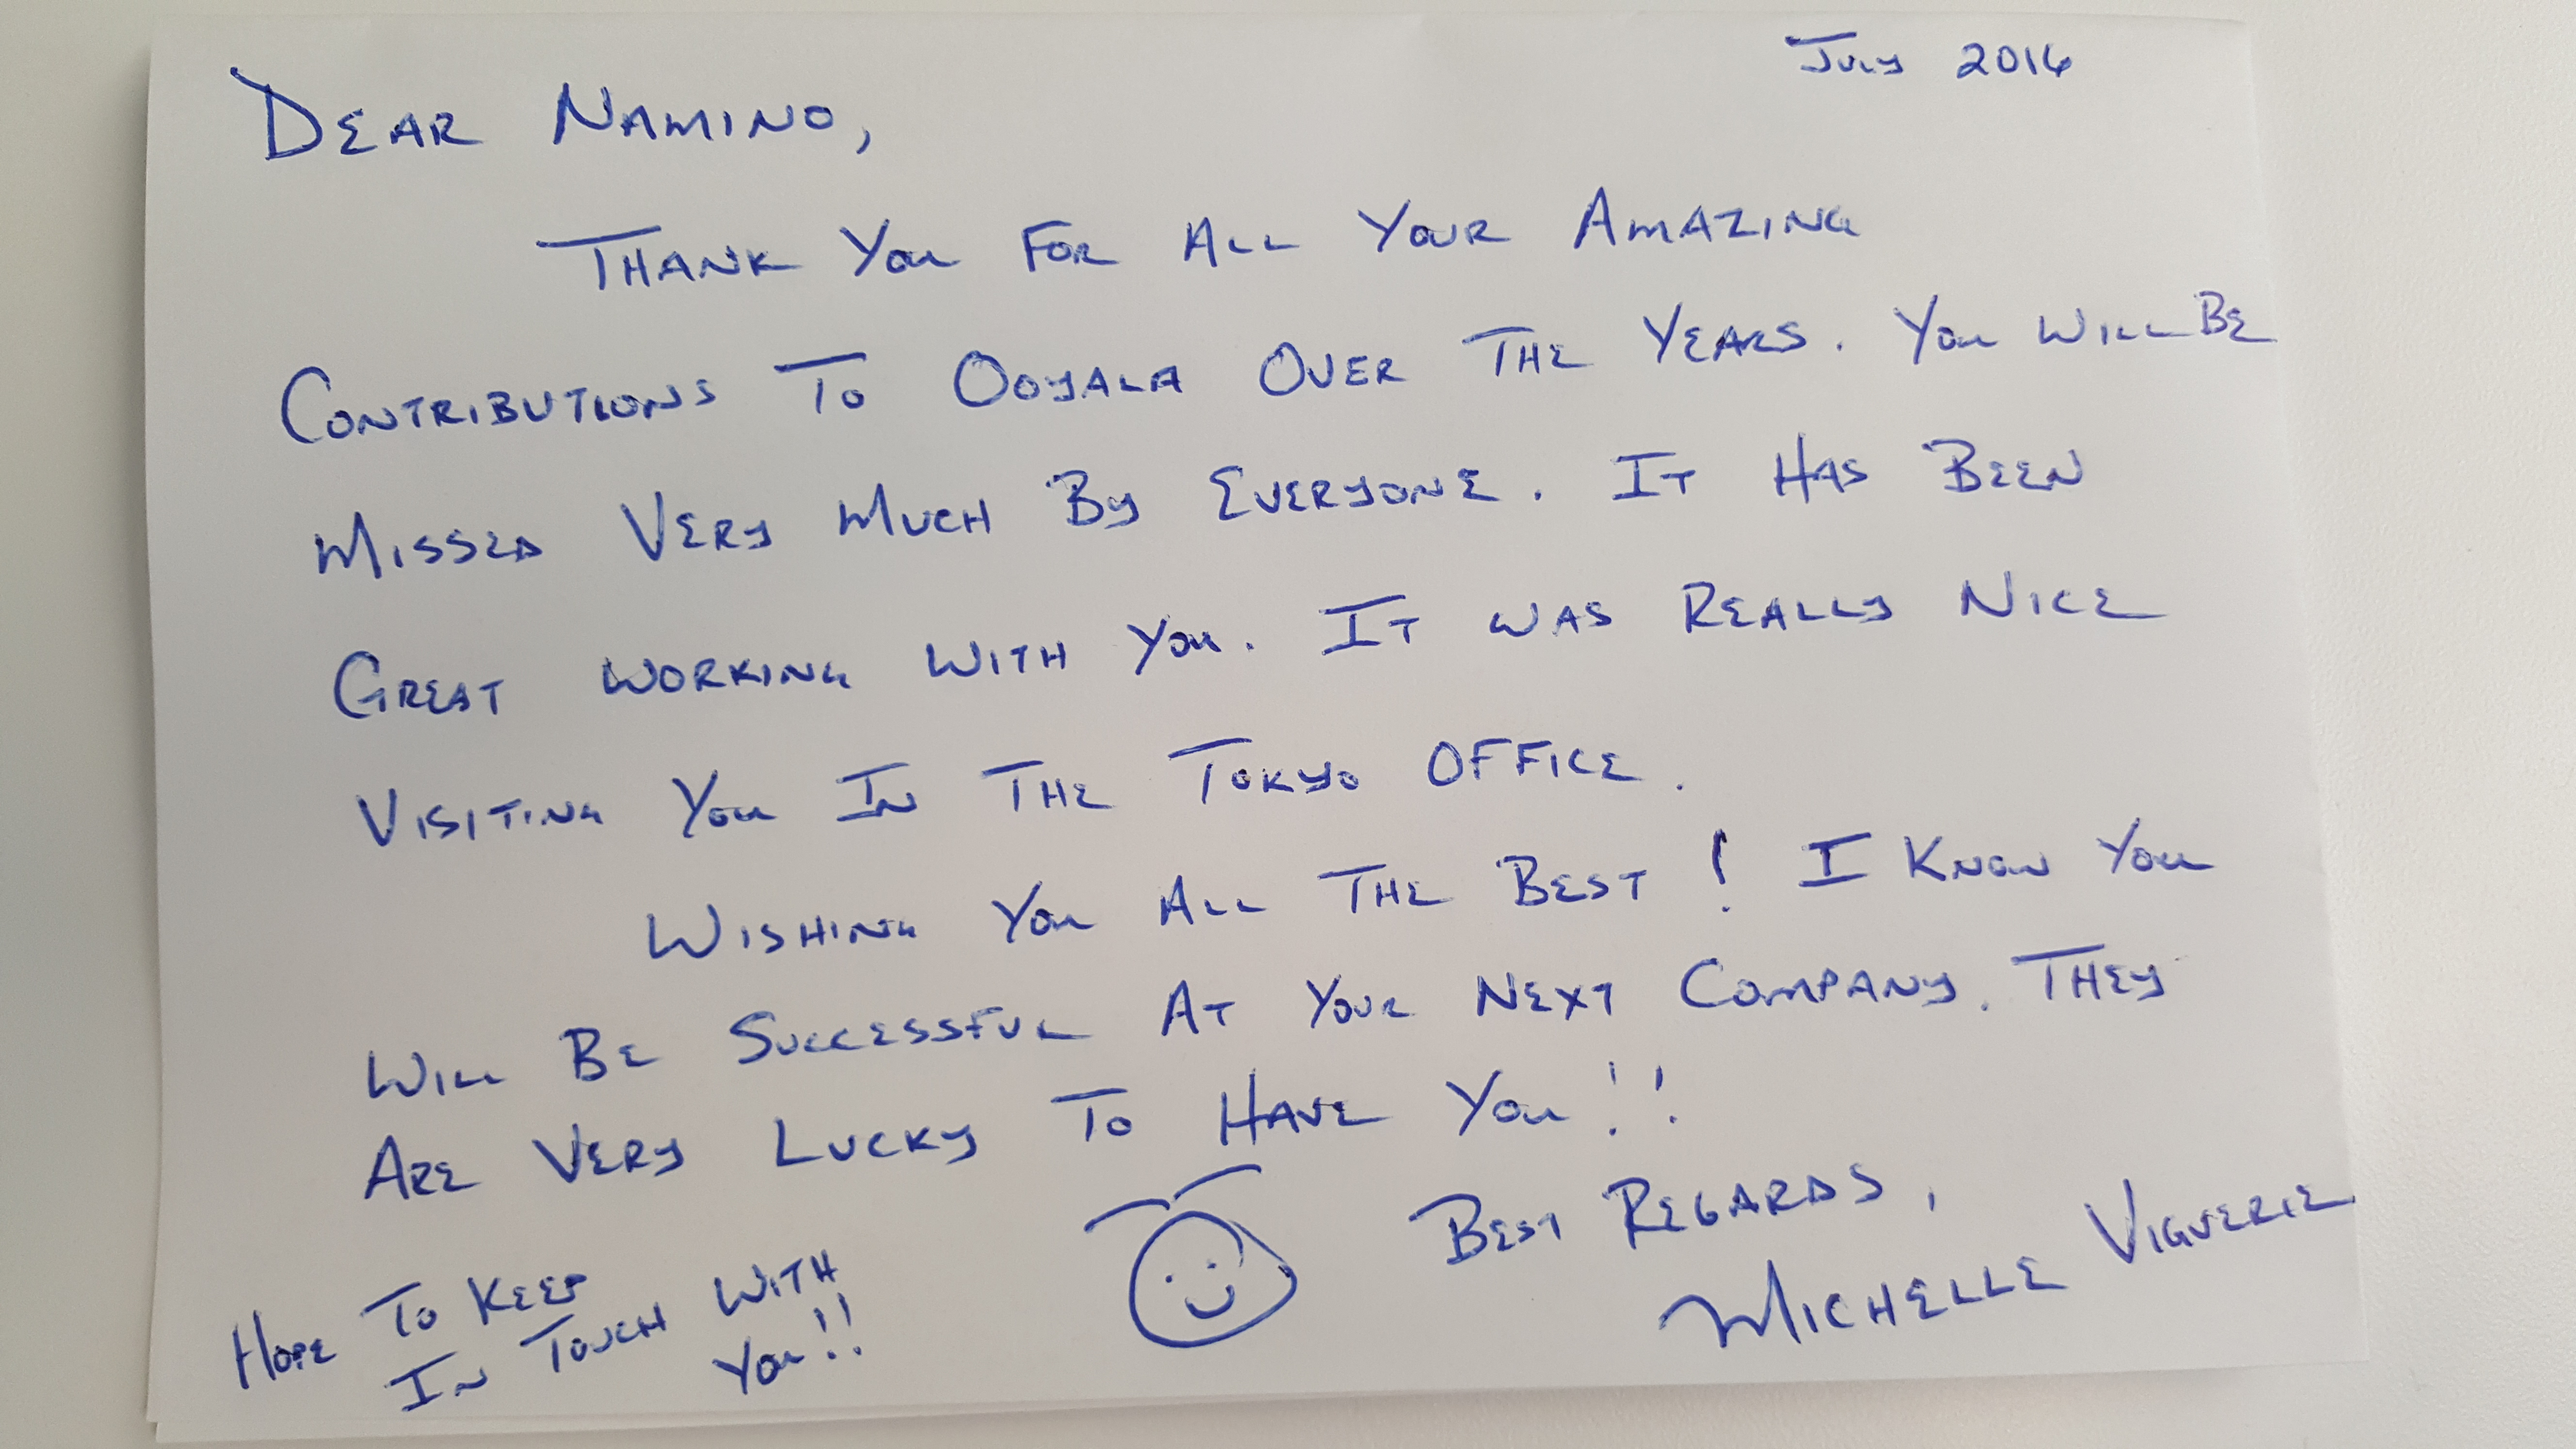 JULY 2016
DEAR NAMINO,
THANK YOU FOR ALL YOUR AMAZING
CONTRIBUTIONS TO OOYALA OVER THE YEARS. YOU WILL BE
MISSED VERY MUCH BY EVERYONE. IT HAS BEEN
GREAT WORKING WITH YOU. IT WAS REALLY NICE
VISITING YOU IN THE TOKYO OFFICE.
WISHING YOU ALL THE BEST! I KNOW YOU
WILL BE SUCCESSFUL AT YOUR NEXT COMPANY. THEY
ARE VERY LUCKY TO HAVE YOU!!
HOPE TO KEEP
IN TOUCH WITH
YOU!!
BEST REGARDS,
MICHELLE VIGUERIE